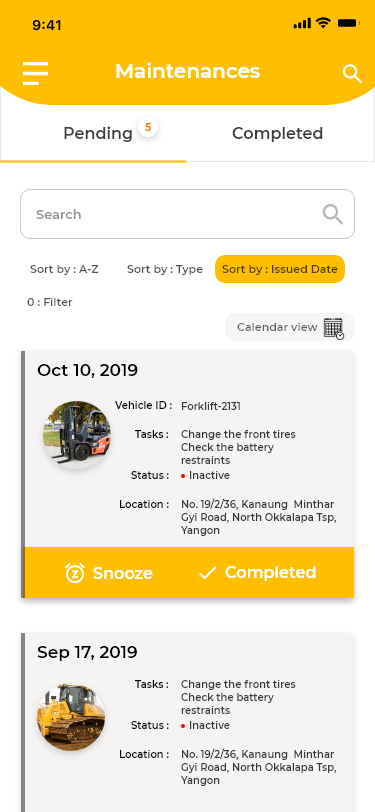 9:41
Maintenances
Pending 5 Completed
Search
Sort by : A-Z Sort by : Type Sort by : Issued Date
0 : Filter
Calendar view
Oct 10, 2019
Vehicle ID : Forklift-2131
Tasks : Change the front tires
Check the battery
restraints
Status : Inactive
Location : No. 19/2/36, Kanaung Minthar
Gyi Road, North Okkalapa Tsp,
Yangon
Snooze Completed
Sep 17, 2019
Tasks : Change the front tires
Check the battery
restraints
Status : Inactive
Location : No. 19/2/36, Kanaung Minthar
Gyi Road, North Okkalapa Tsp,
Yangon